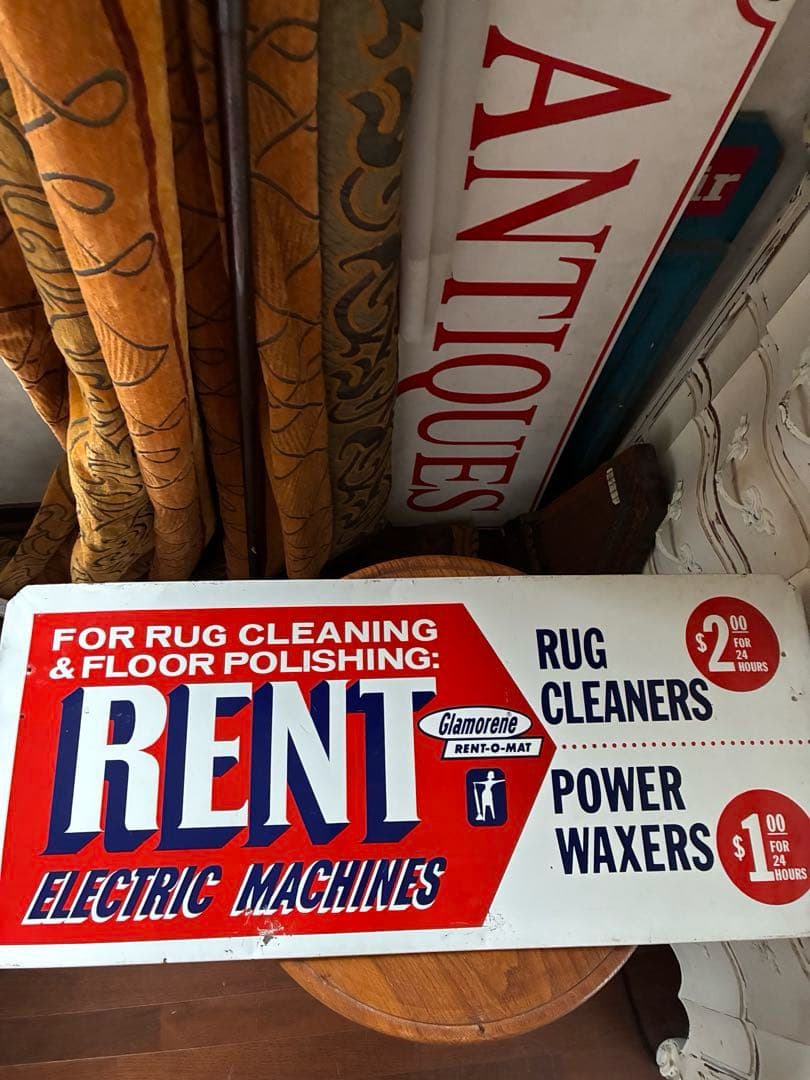 ANTIQUES
ir
FOR RUG CLEANING
& FLOOR POLISHING:
RENT
ELECTRIC MACHINES
Glamorene
RENT-O-MAT
RUG
CLEANERS
$2.00
FOR
24
HOURS
POWER
WAXERS
$1.00
FOR
24
HOURS